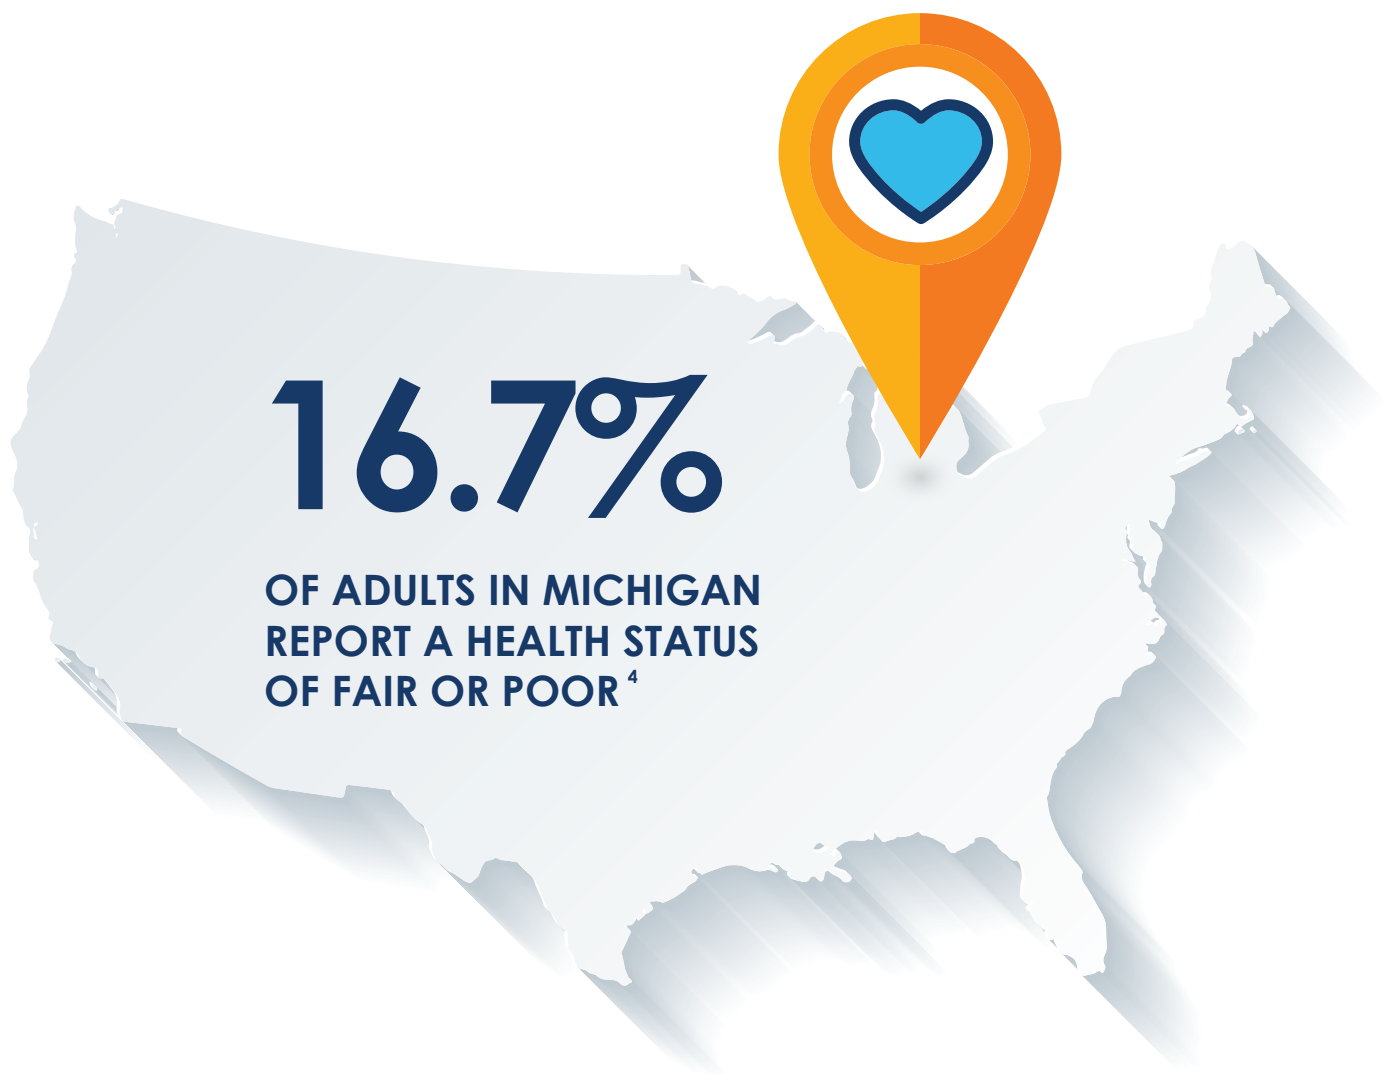 16.7%
OF ADULTS IN MICHIGAN
REPORT A HEALTH STATUS
OF FAIR OR POOR 4